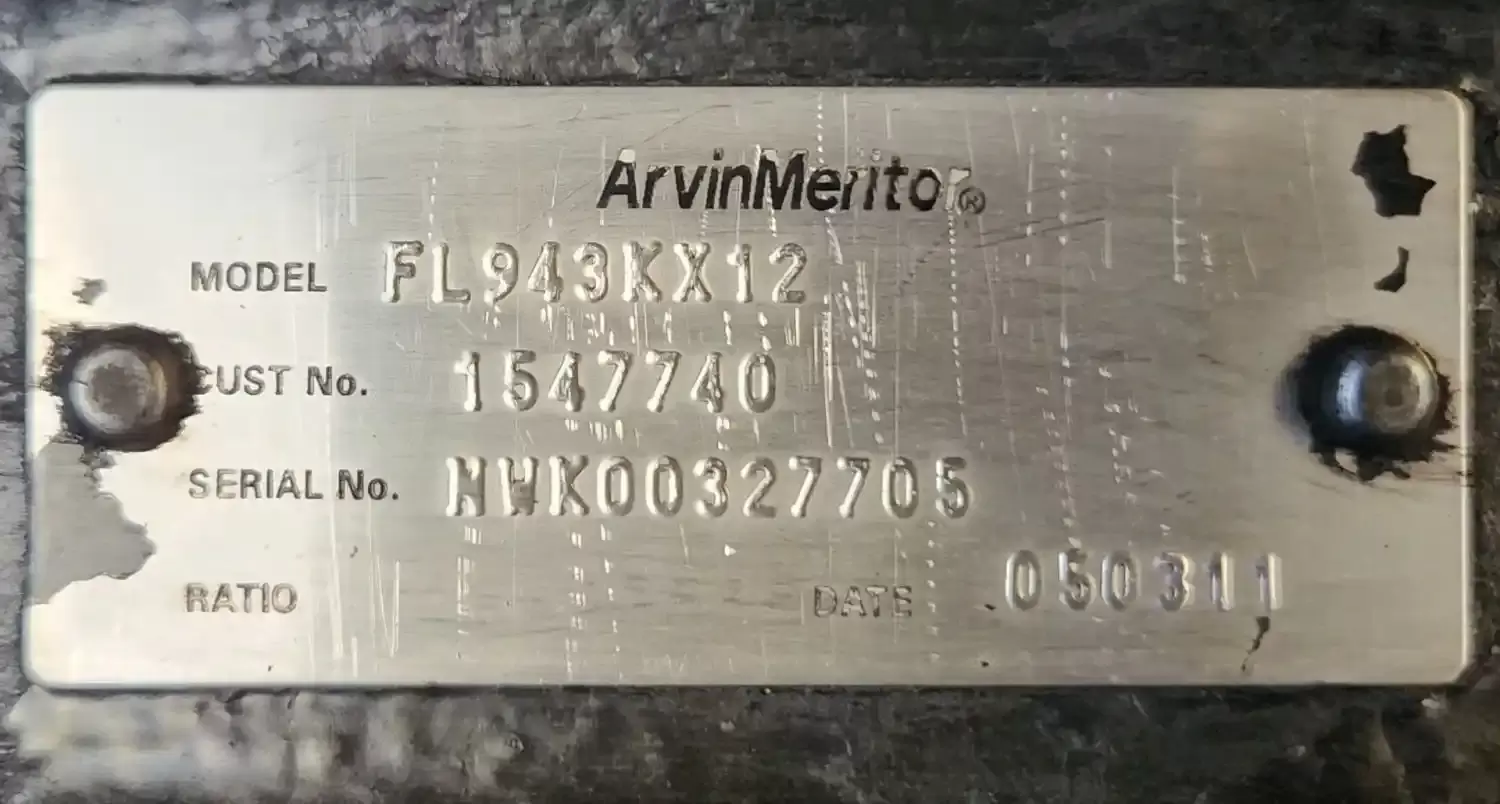 ArvinMeritor®
MODEL FL943KX12
CUST No. 1547740
SERIAL No. NWK00327705
RATIO DATE 050311